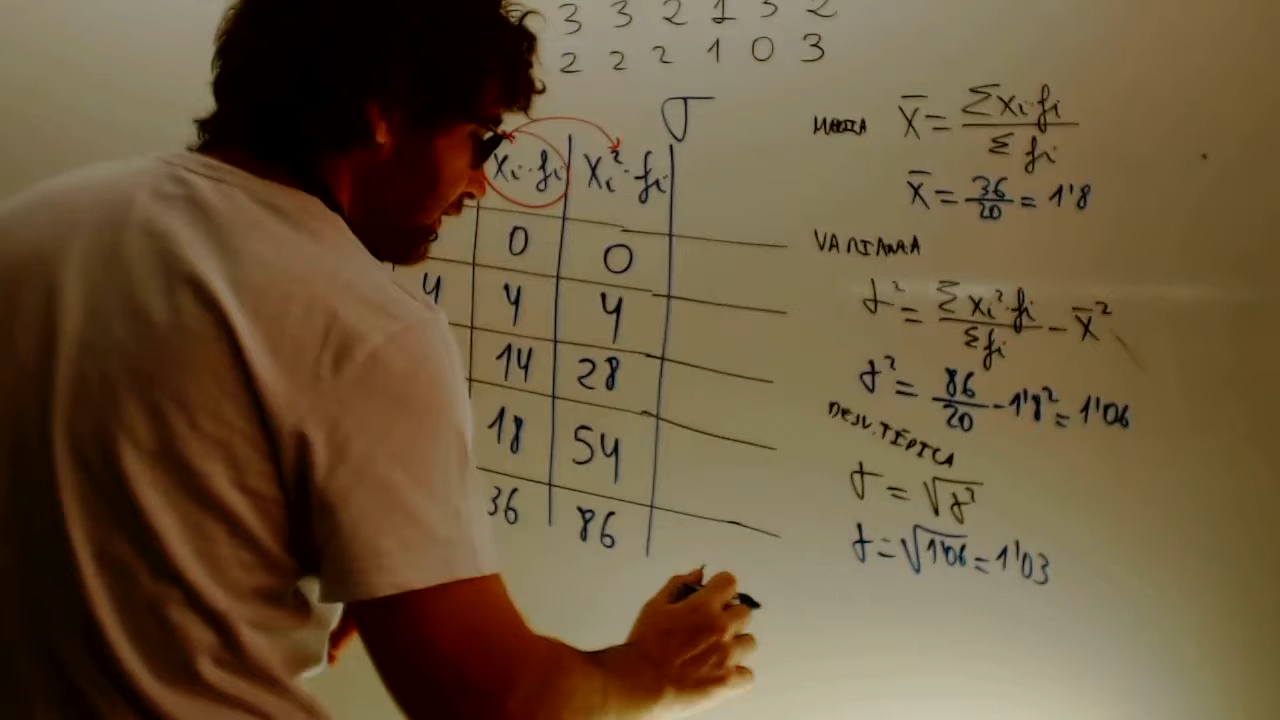 3 3 2 1 3 2
2 2 2 1 0 3
σ
xᵢ·fᵢ xᵢ²·fᵢ
0 0
4 4 4
14 28
18 54
36 86
MEDIA x̄ = Σxᵢ·fᵢ / Σfᵢ
x̄ = 36/20 = 1'8
VARIANZA
σ² = Σxᵢ²·fᵢ / Σfᵢ - x̄²
σ² = 86/20 - 1'8² = 1'06
DESV. TÍPICA
σ = √σ²
σ = √1'06 = 1'03